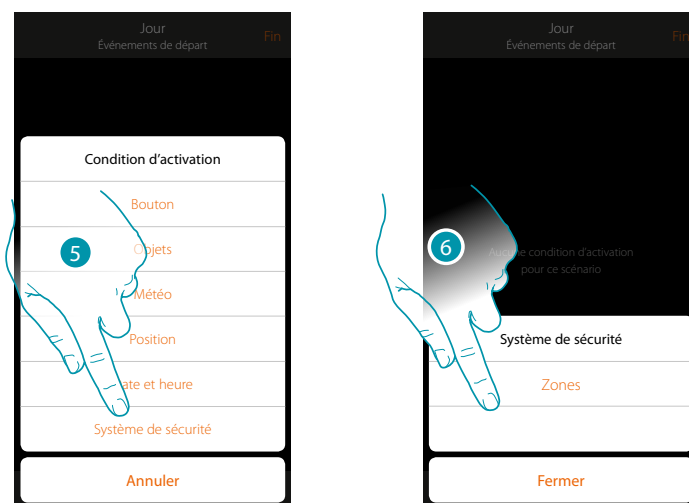 Jour
Événements de départ
Fin
Condition d'activation
Bouton
Objets
5
Météo
Position
ate et heure
Système de sécurité
Annuler
Jour
Événements de départ
Fin
6
Aucune condition d'activation
pour ce scénario
Système de sécurité
Zones
Fermer